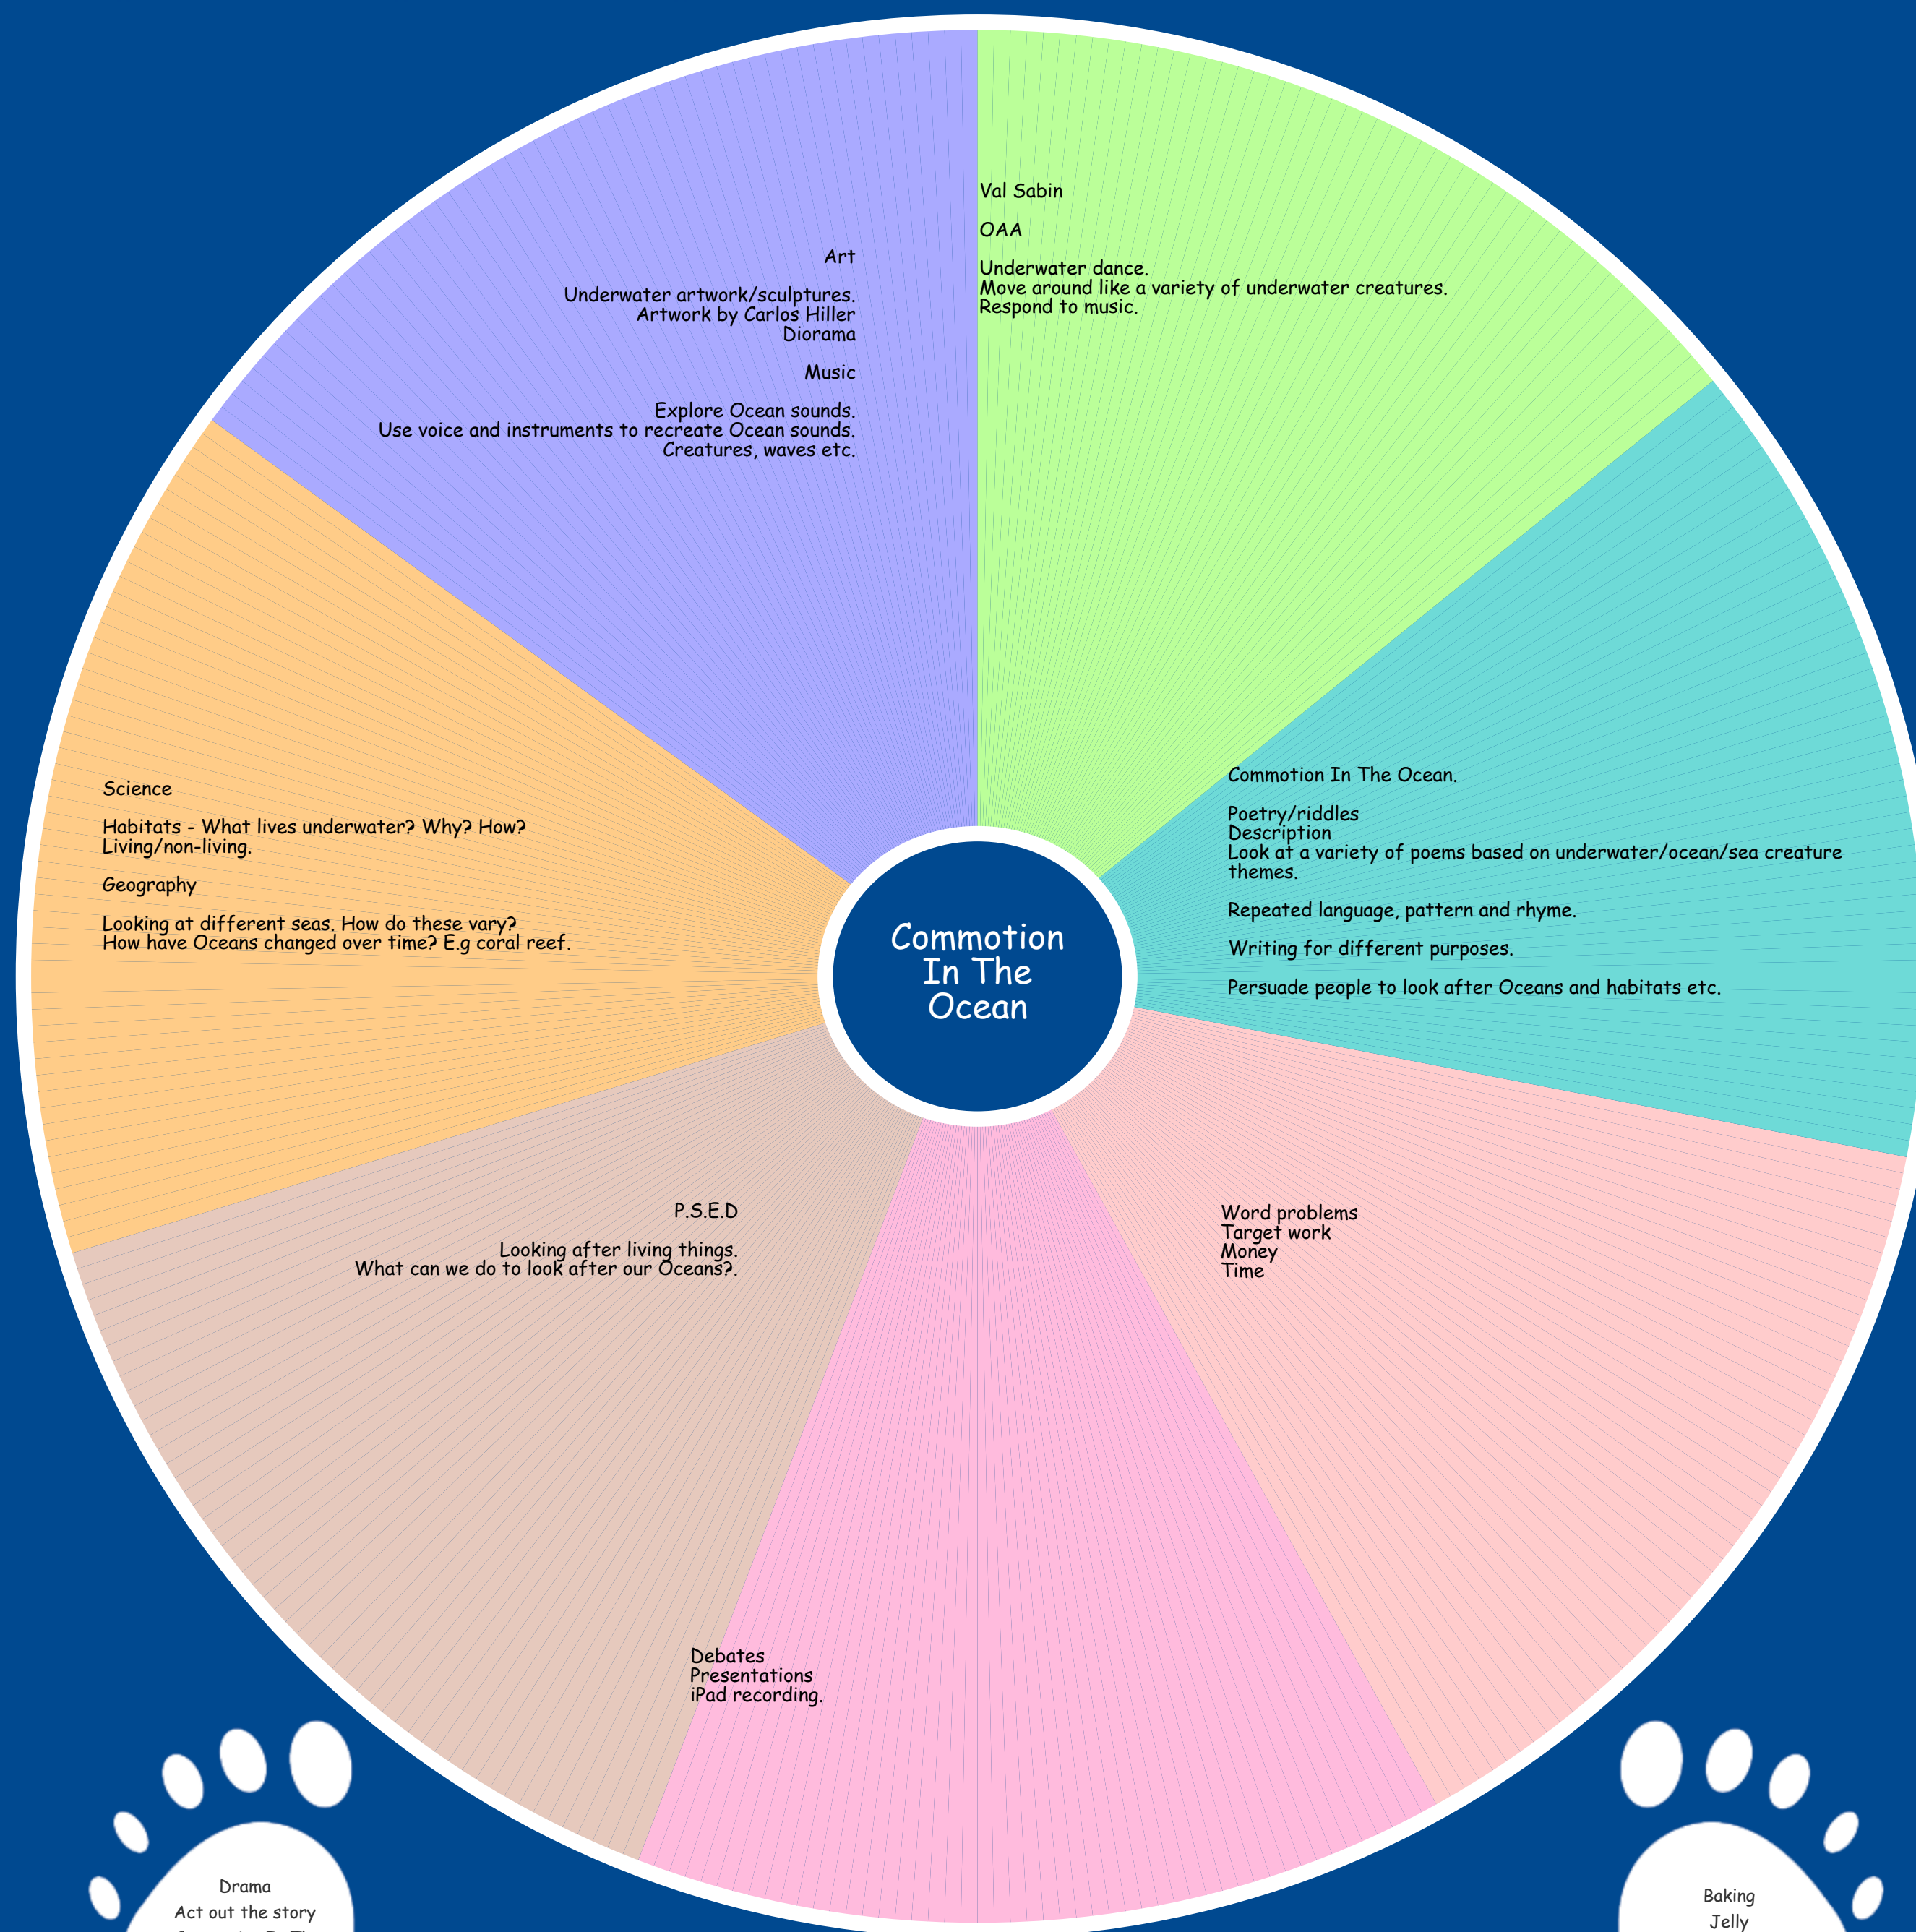 Val Sabin
OAA
Underwater dance.
Move around like a variety of underwater creatures.
Respond to music.
Art
Underwater artwork/sculptures.
Artwork by Carlos Hiller
Diorama
Music
Explore Ocean sounds.
Use voice and instruments to recreate Ocean sounds.
Creatures, waves etc.
Commotion In The Ocean.
Poetry/riddles
Description
Look at a variety of poems based on underwater/ocean/sea creature
themes.
Repeated language, pattern and rhyme.
Writing for different purposes.
Persuade people to look after Oceans and habitats etc.
Science
Habitats - What lives underwater? Why? How?
Living/non-living.
Geography
Looking at different seas. How do these vary?
How have Oceans changed over time? E.g coral reef.
Commotion
In The
Ocean
P.S.E.D
Looking after living things.
What can we do to look after our Oceans?.
Word problems
Target work
Money
Time
Debates
Presentations
iPad recording.
Drama
Act out the story
Baking
Jelly